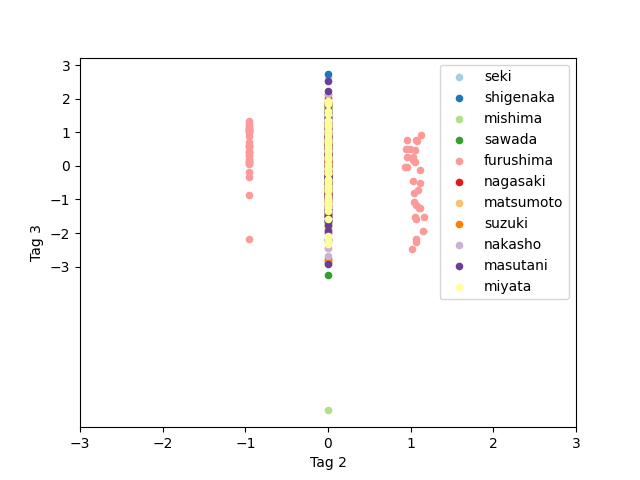 3
2
1
0
−1
−2
−3
Tag 3
−3
−2
−1
0
1
2
3
Tag 2
seki
shigenaka
mishima
sawada
furushima
nagasaki
matsumoto
suzuki
nakasho
masutani
miyata